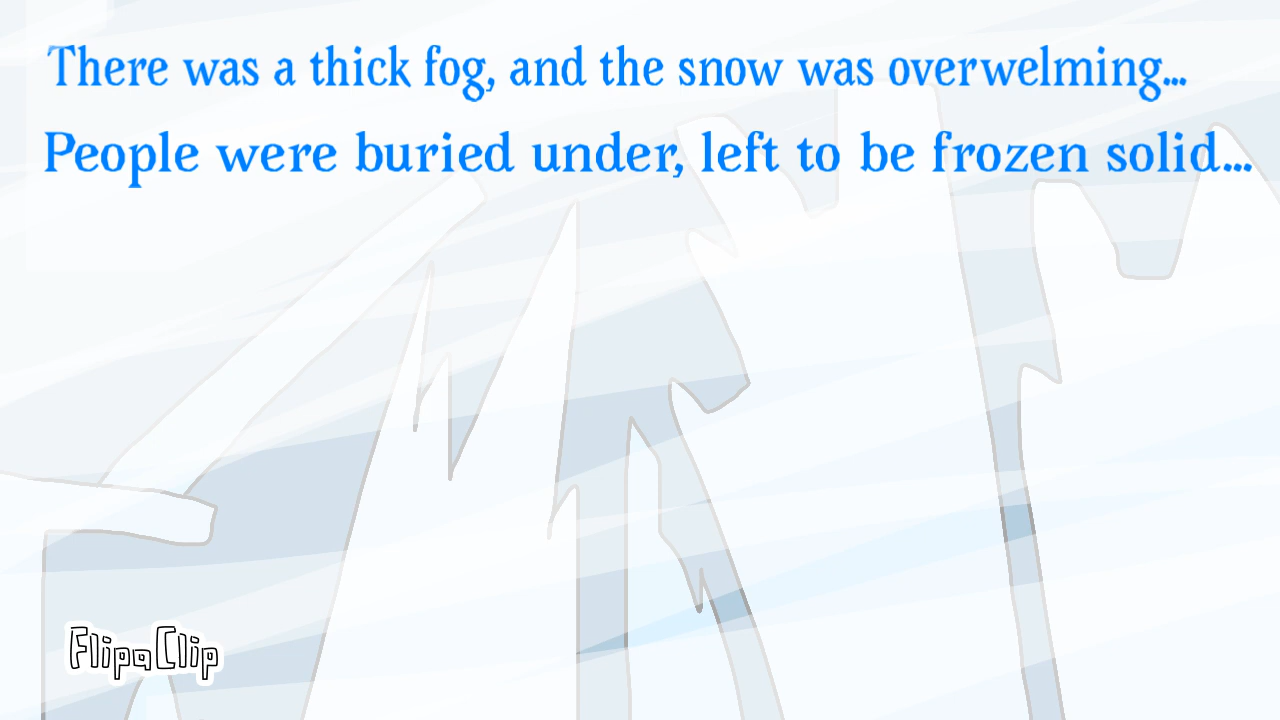 There was a thick fog, and the snow was overwelming...
People were buried under, left to be frozen solid...
FlipaClip